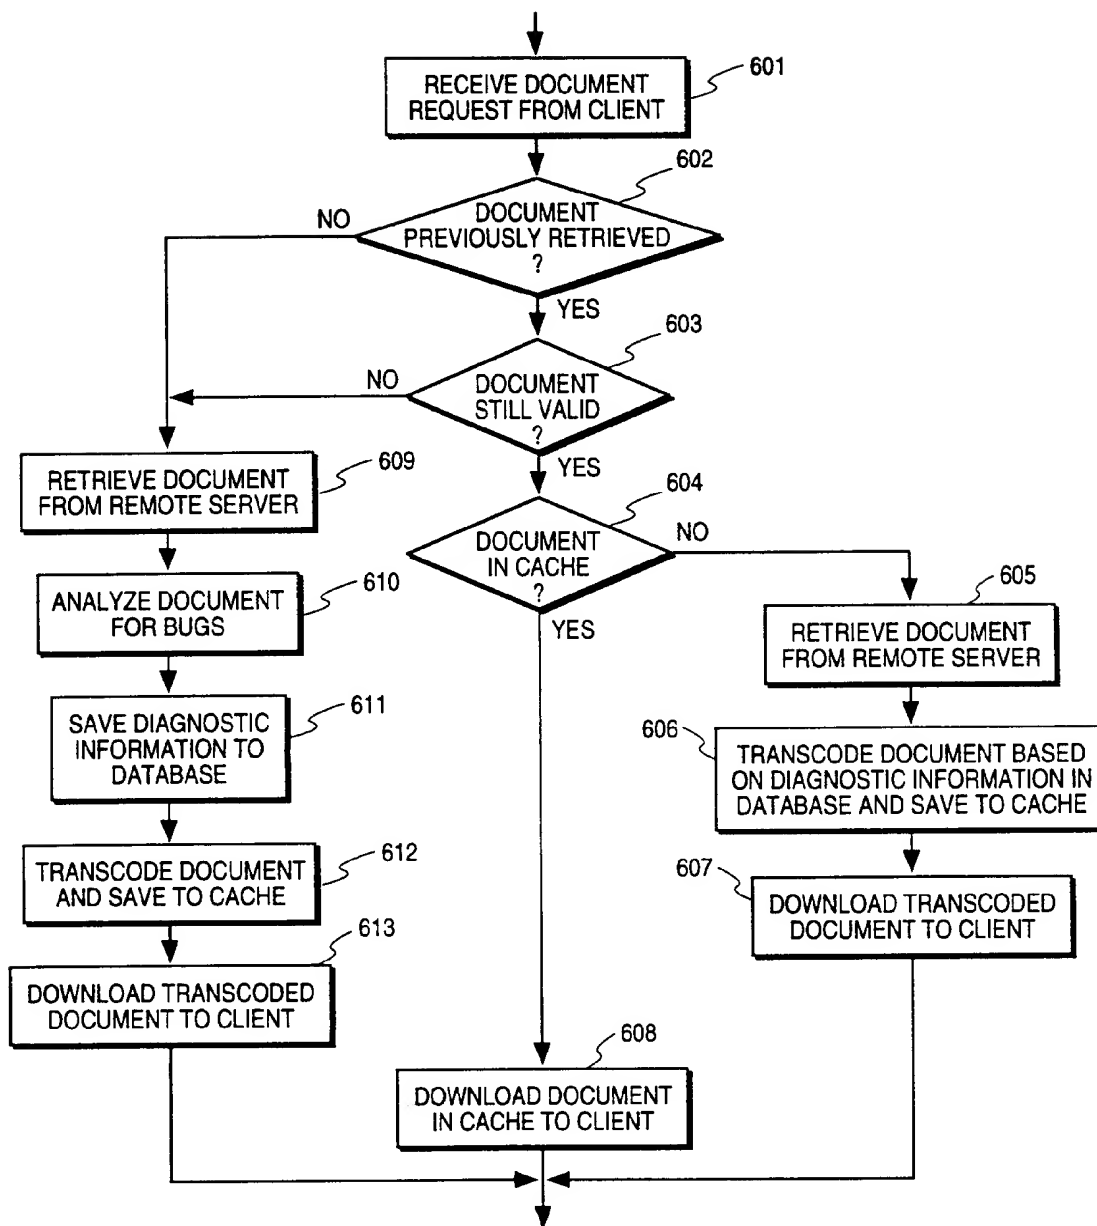 RECEIVE DOCUMENT
REQUEST FROM CLIENT
601
602
DOCUMENT
PREVIOUSLY RETRIEVED
?
NO
YES
603
DOCUMENT
STILL VALID
?
NO
YES
604
DOCUMENT
IN CACHE
?
NO
YES
609
RETRIEVE DOCUMENT
FROM REMOTE SERVER
610
ANALYZE DOCUMENT
FOR BUGS
611
SAVE DIAGNOSTIC
INFORMATION TO
DATABASE
612
TRANSCODE DOCUMENT
AND SAVE TO CACHE
613
DOWNLOAD TRANSCODED
DOCUMENT TO CLIENT
605
RETRIEVE DOCUMENT
FROM REMOTE SERVER
606
TRANSCODE DOCUMENT BASED
ON DIAGNOSTIC INFORMATION IN
DATABASE AND SAVE TO CACHE
607
DOWNLOAD TRANSCODED
DOCUMENT TO CLIENT
608
DOWNLOAD DOCUMENT
IN CACHE TO CLIENT